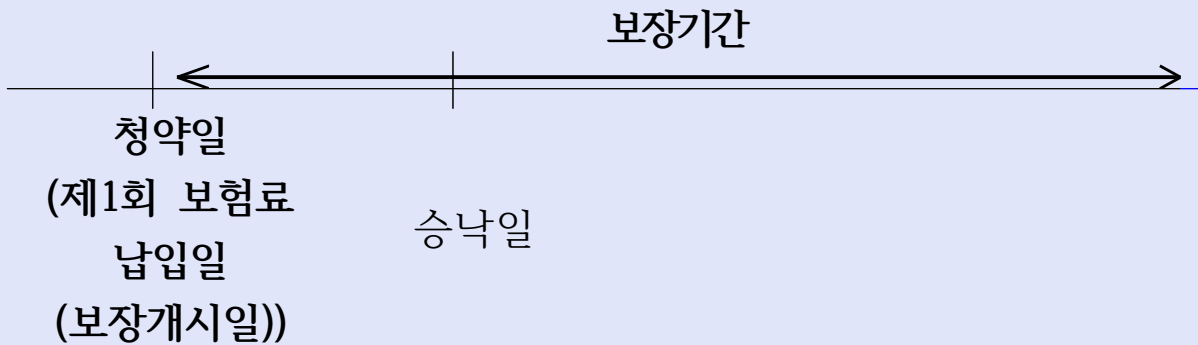 보장기간
청약일
(제1회 보험료
납입일
(보장개시일))
승낙일